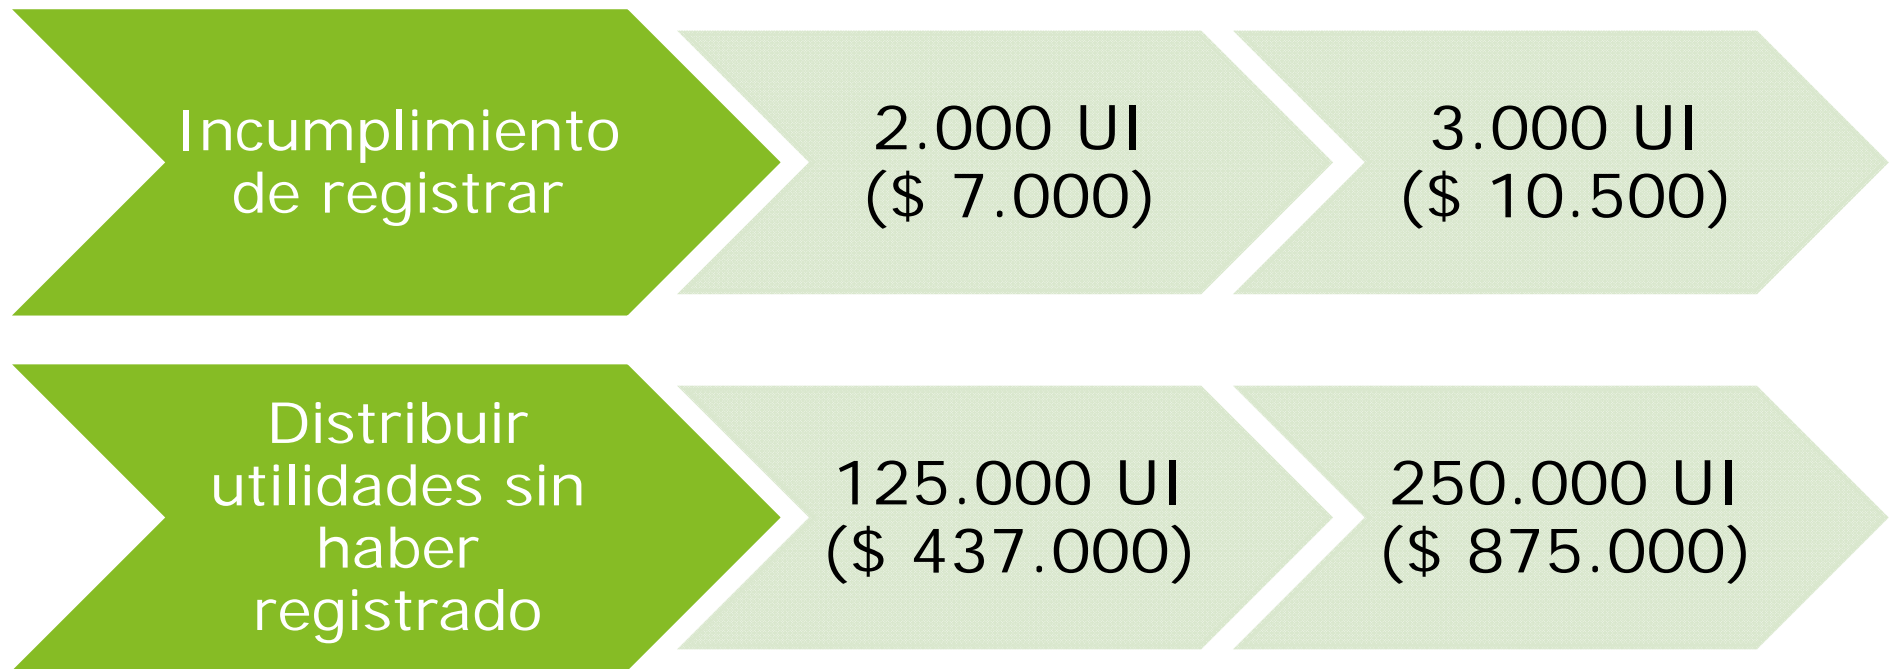 Incumplimiento
de registrar
2.000 UI
($ 7.000)
3.000 UI
($ 10.500)
Distribuir
utilidades sin
haber
registrado
125.000 UI
($ 437.000)
250.000 UI
($ 875.000)